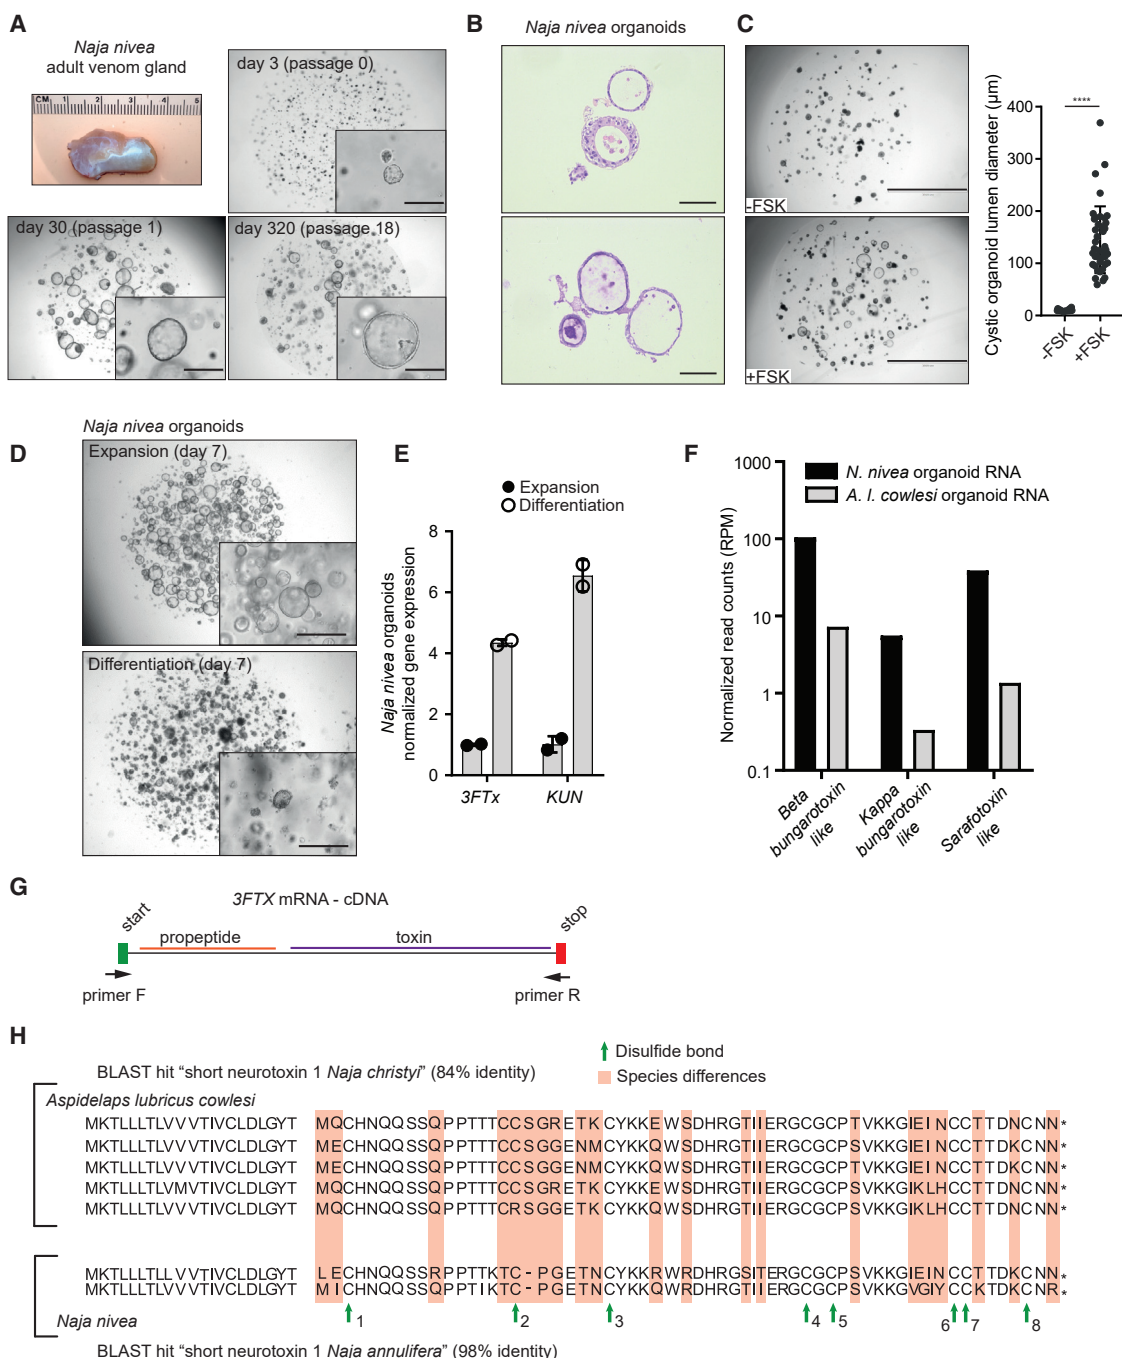 A
Naja nivea
adult venom gland
CM 1 2 3 4 5
day 3 (passage 0)
day 30 (passage 1)
day 320 (passage 18)
B
Naja nivea organoids
C
-FSK
+FSK
Cystic organoid lumen diameter (µm)
400
300
200
100
0
****
-FSK
+FSK
D
Naja nivea organoids
Expansion (day 7)
Differentiation (day 7)
E
Expansion
Differentiation
Naja nivea organoids
normalized gene expression
8
6
4
2
0
3FTx
KUN
F
Normalized read counts (RPM)
1000
100
10
1
0.1
N. nivea organoid RNA
A. l. cowlesi organoid RNA
Beta
bungarotoxin
like
Kappa
bungarotoxin
like
Sarafotoxin
like
G
3FTX mRNA - cDNA
start
propeptide
toxin
stop
primer F
primer R
H
Disulfide bond
Species differences
BLAST hit "short neurotoxin 1 Naja christyi" (84% identity)
Aspidelaps lubricus cowlesi
MKTLLLTLVVVTIVCLDLGYT MQCHNQQSSQPPTTTCCSGRETKCYKKEWSDHRGTIIERGCGCPTVKKGIEINCCTTDNCNN*
MKTLLLTLVVVTIVCLDLGYT MECHNQQSSQPPTTTCCSGGENMCYKKQWSDHRGTIIERGCGCPSVKKGIEINCCTTDKCNN*
MKTLLLTLVVVTIVCLDLGYT MECHNQQSSQPPTTTCCSGGENMCYKKQWSDHRGTIIERGCGCPTVKKGIEINCCTTDKCNN*
MKTLLLTLVMVTIVCLDLGYT MQCHNQQSSQPPTTTCCSGRETKCYKKEWSDHRGTIIERGCGCPSVKKGIKLHCCTTDNCNN*
MKTLLLTLVVVTIVCLDLGYT MQCHNQQSSQPPTTTCRSGGETKCYKKQWSDHRGTIIERGCGCPSVKKGIKLHCCTTDNCNN*
MKTLLLTLLVVTIVCLDLGYT LECHNQQSSRPPTTKTC-PGETNCYKKRWRDHRGSITERGCGCPSVKKGIEINCCTTDKCNN*
MKTLLLTLVVVTIVCLDLGYT MICHNQQSSQPPTIKTC-PGETNCYKKQWRDHRGTIIERGCGCPSVKKGVGIYCCKTDKCNR*
1 2 3 4 5 6 7 8
Naja nivea
BLAST hit "short neurotoxin 1 Naja annulifera" (98% identity)